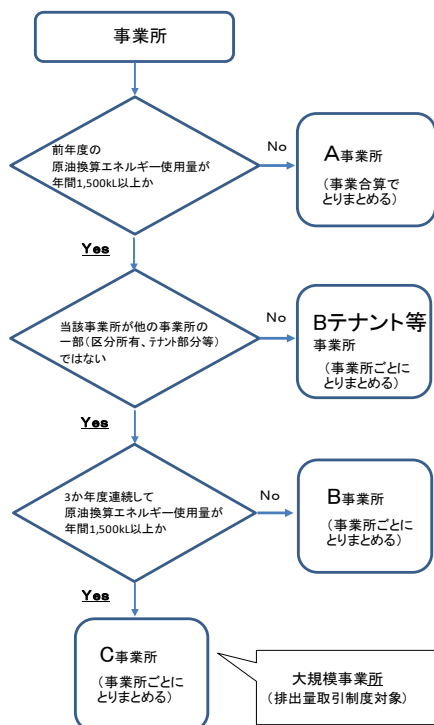 事業所
前年度の
原油換算エネルギー使用量が
年間1,500kL以上か
No
A事業所
(事業合算で
とりまとめる)
Yes
当該事業所が他の事業所の
一部(区分所有、テナント部分等)
ではない
No
Bテナント等
事業所
(事業所ごとに
とりまとめる)
Yes
3か年度連続して
原油換算エネルギー使用量が
年間1,500kL以上か
No
B事業所
(事業所ごとに
とりまとめる)
Yes
C事業所
(事業所ごとに
とりまとめる)
大規模事業所
(排出量取引制度対象)